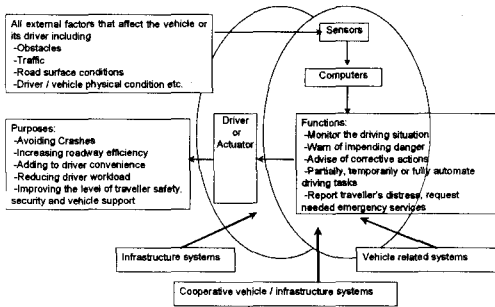 All external factors that affect the vehicle or
its driver including
-Obstacles
-Traffic
-Road surface conditions
-Driver / vehicle physical condition etc.
Sensors
Computers
Purposes:
-Avoiding Crashes
-Increasing roadway efficiency
-Adding to driver convenience
-Reducing driver workload
-Improving the level of traveller safety,
security and vehicle support
Driver
or
Actuator
Functions:
-Monitor the driving situation
-Warn of impending danger
-Advise of corrective actions
-Partially, temporarily or fully automate
driving tasks
-Report traveller's distress, request
needed emergency services
Infrastructure systems
Vehicle related systems
Cooperative vehicle / infrastructure systems